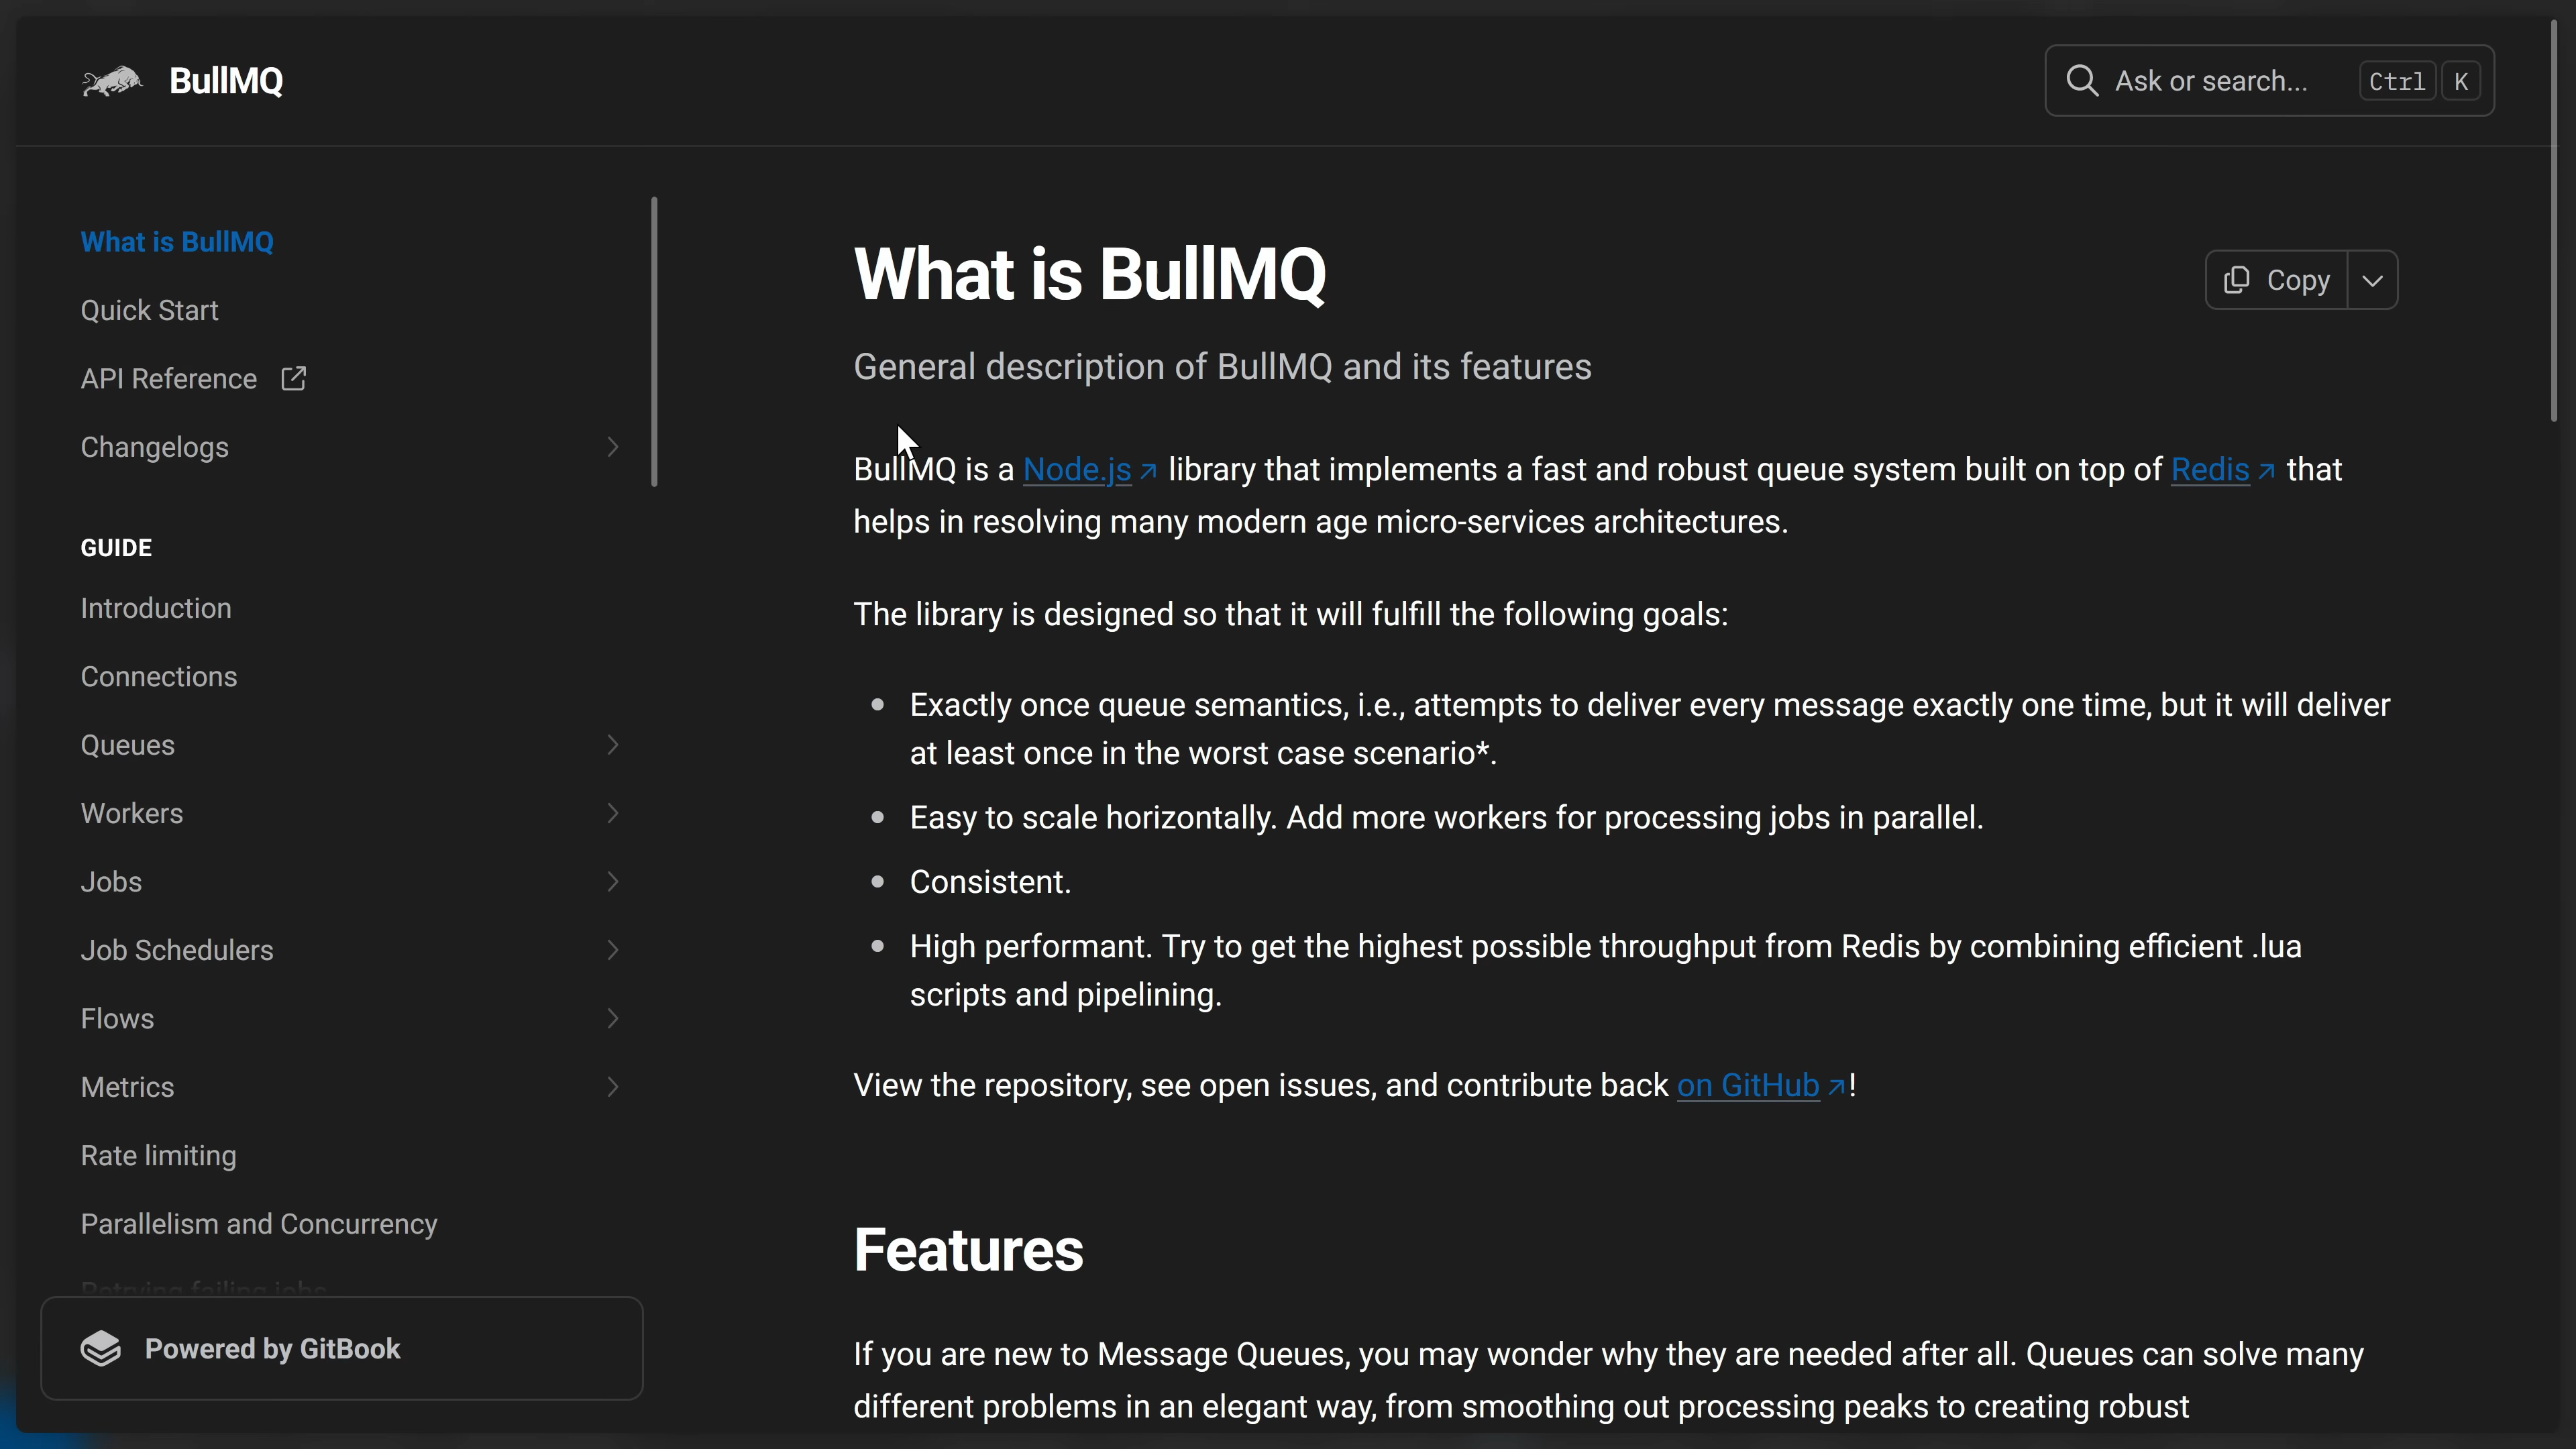 BullMQ
Ask or search...
Ctrl
K
What is BullMQ
Quick Start
API Reference
Changelogs
GUIDE
Introduction
Connections
Queues
Workers
Jobs
Job Schedulers
Flows
Metrics
Rate limiting
Parallelism and Concurrency
Retrying failing jobs
Powered by GitBook
What is BullMQ
Copy
General description of BullMQ and its features
BullMQ is a Node.js library that implements a fast and robust queue system built on top of Redis that
helps in resolving many modern age micro-services architectures.
The library is designed so that it will fulfill the following goals:
Exactly once queue semantics, i.e., attempts to deliver every message exactly one time, but it will deliver
at least once in the worst case scenario*.
Easy to scale horizontally. Add more workers for processing jobs in parallel.
Consistent.
High performant. Try to get the highest possible throughput from Redis by combining efficient .lua
scripts and pipelining.
View the repository, see open issues, and contribute back on GitHub!
Features
If you are new to Message Queues, you may wonder why they are needed after all. Queues can solve many
different problems in an elegant way, from smoothing out processing peaks to creating robust